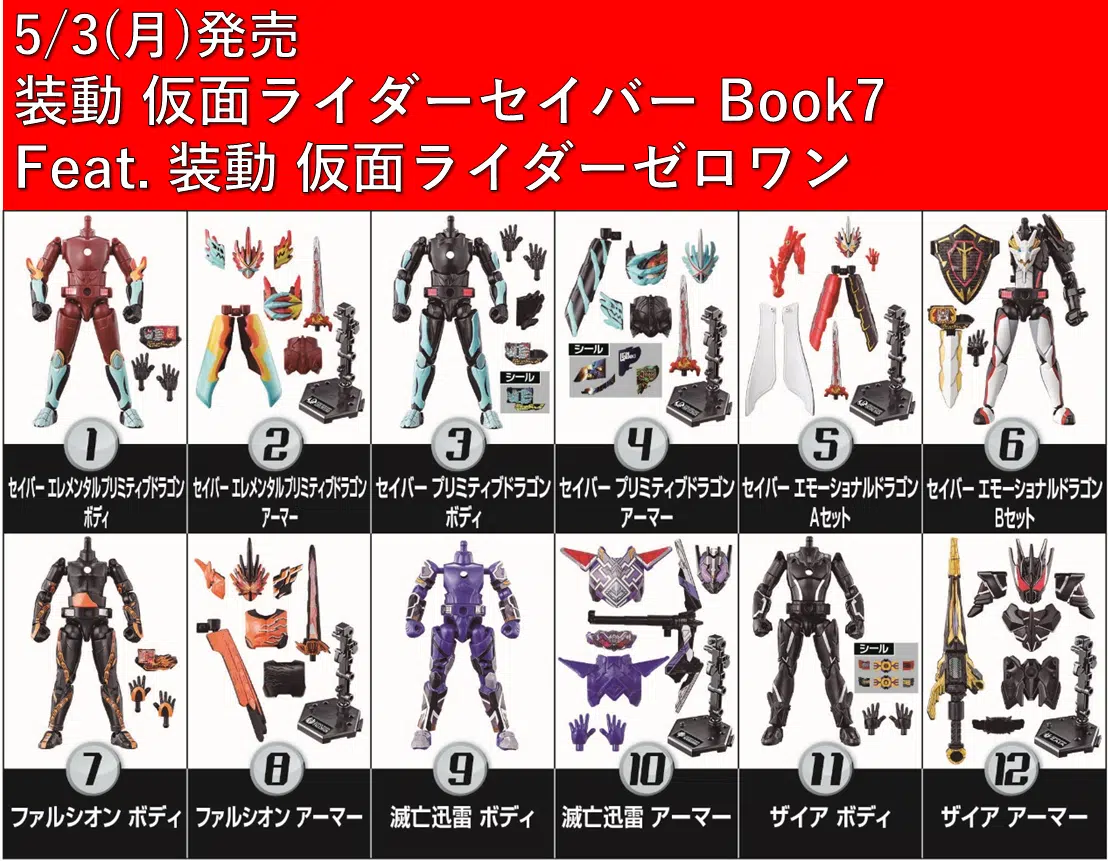 5/3(月)発売
装動 仮面ライダーセイバー Book7
Feat. 装動 仮面ライダーゼロワン
シール
シール
1
2
3
4
5
6
セイバー エレメンタルプリミティブドラゴン
ボディ
セイバー エレメンタルプリミティブドラゴン
アーマー
セイバー プリミティブドラゴン
ボディ
セイバー プリミティブドラゴン
アーマー
セイバー エモーショナルドラゴン
Aセット
セイバー エモーショナルドラゴン
Bセット
シール
7
8
9
10
11
12
ファルシオン ボディ
ファルシオン アーマー
滅亡迅雷 ボディ
滅亡迅雷 アーマー
ザイア ボディ
ザイア アーマー